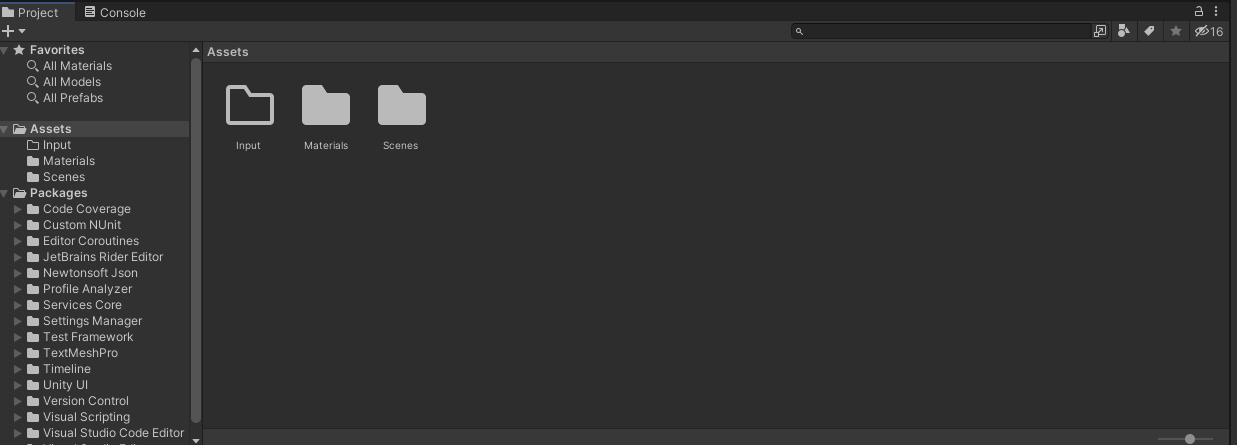 Project
Console
16
Favorites
All Materials
All Models
All Prefabs
Assets
Input
Materials
Scenes
Packages
Code Coverage
Custom NUnit
Editor Coroutines
JetBrains Rider Editor
Newtonsoft Json
Profile Analyzer
Services Core
Settings Manager
Test Framework
TextMeshPro
Timeline
Unity UI
Version Control
Visual Scripting
Visual Studio Code Editor
Assets
Input
Materials
Scenes